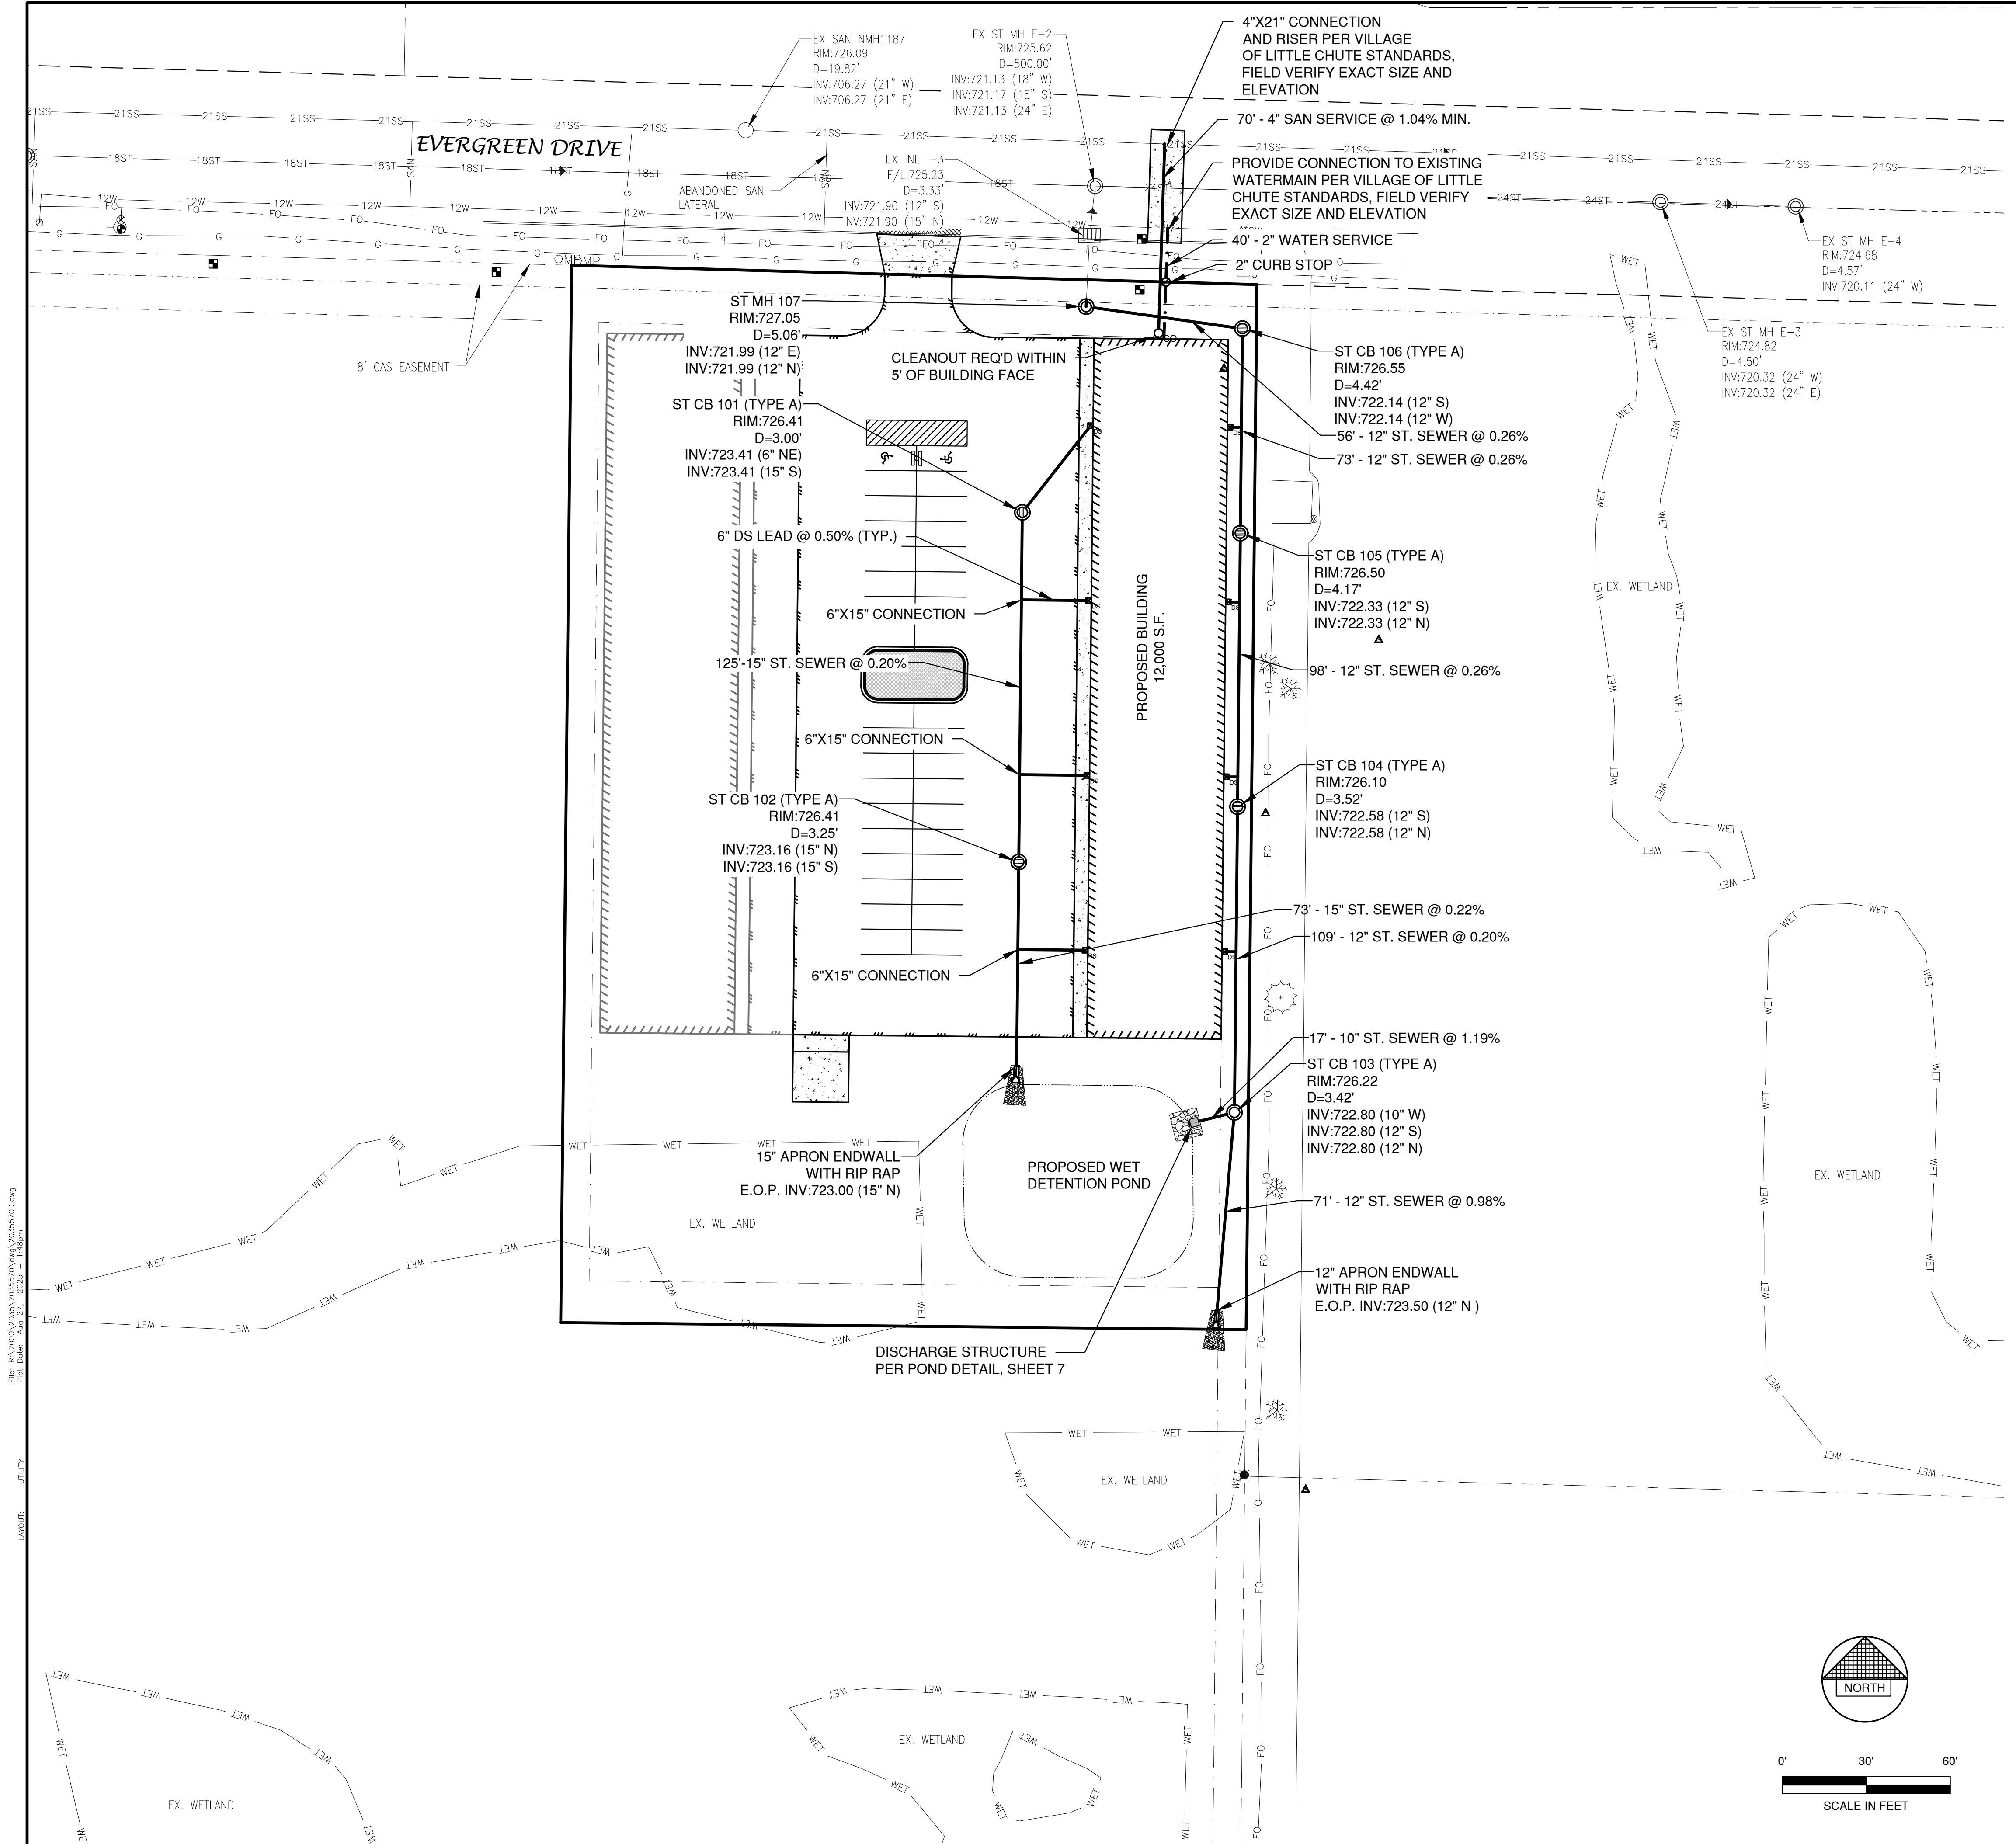 EX SAN NMH1187
RIM:726.09
D=19.82'
INV:706.27 (21" W)
INV:706.27 (21" E)
EX ST MH E-2
RIM:725.62
D=500.00'
INV:721.13 (18" W)
INV:721.17 (15" S)
INV:721.13 (24" E)
4"X21" CONNECTION
AND RISER PER VILLAGE
OF LITTLE CHUTE STANDARDS,
FIELD VERIFY EXACT SIZE AND
ELEVATION
70' - 4" SAN SERVICE @ 1.04% MIN.
EVERGREEN DRIVE
PROVIDE CONNECTION TO EXISTING
WATERMAIN PER VILLAGE OF LITTLE
CHUTE STANDARDS, FIELD VERIFY
EXACT SIZE AND ELEVATION
ABANDONED SAN
LATERAL
EX INL I-3
F/L:725.23
D=3.33'
INV:721.90 (12" S)
INV:721.90 (15" N)
40' - 2" WATER SERVICE
2" CURB STOP
EX ST MH E-4
RIM:724.68
D=4.57'
INV:720.11 (24" W)
EX ST MH E-3
RIM:724.82
D=4.50'
INV:720.32 (24" W)
INV:720.32 (24" E)
8' GAS EASEMENT
ST MH 107
RIM:727.05
D=5.06'
INV:721.99 (12" E)
INV:721.99 (12" N)
CLEANOUT REQ'D WITHIN
5' OF BUILDING FACE
ST CB 106 (TYPE A)
RIM:726.55
D=4.42'
INV:722.14 (12" S)
INV:722.14 (12" W)
56' - 12" ST. SEWER @ 0.26%
73' - 12" ST. SEWER @ 0.26%
ST CB 101 (TYPE A)
RIM:726.41
D=3.00'
INV:723.41 (6" NE)
INV:723.41 (15" S)
6" DS LEAD @ 0.50% (TYP.)
6"X15" CONNECTION
125'-15" ST. SEWER @ 0.20%
6"X15" CONNECTION
PROPOSED BUILDING
12,000 S.F.
ST CB 105 (TYPE A)
RIM:726.50
D=4.17'
INV:722.33 (12" S)
INV:722.33 (12" N)
98' - 12" ST. SEWER @ 0.26%
EX. WETLAND
ST CB 102 (TYPE A)
RIM:726.41
D=3.25'
INV:723.16 (15" N)
INV:723.16 (15" S)
ST CB 104 (TYPE A)
RIM:726.10
D=3.52'
INV:722.58 (12" S)
INV:722.58 (12" N)
73' - 15" ST. SEWER @ 0.22%
109' - 12" ST. SEWER @ 0.20%
6"X15" CONNECTION
17' - 10" ST. SEWER @ 1.19%
ST CB 103 (TYPE A)
RIM:726.22
D=3.42'
INV:722.80 (10" W)
INV:722.80 (12" S)
INV:722.80 (12" N)
15" APRON ENDWALL
WITH RIP RAP
E.O.P. INV:723.00 (15" N)
PROPOSED WET
DETENTION POND
EX. WETLAND
EX. WETLAND
71' - 12" ST. SEWER @ 0.98%
12" APRON ENDWALL
WITH RIP RAP
E.O.P. INV:723.50 (12" N )
DISCHARGE STRUCTURE
PER POND DETAIL, SHEET 7
EX. WETLAND
EX. WETLAND
EX. WETLAND
NORTH
0' 30' 60'
SCALE IN FEET
File: R:\2000\2035\2035570\dwg\2035570D.dwg
Plot Date: Aug 27, 2025 - 1:48pm
LAYOUT: UTILITY